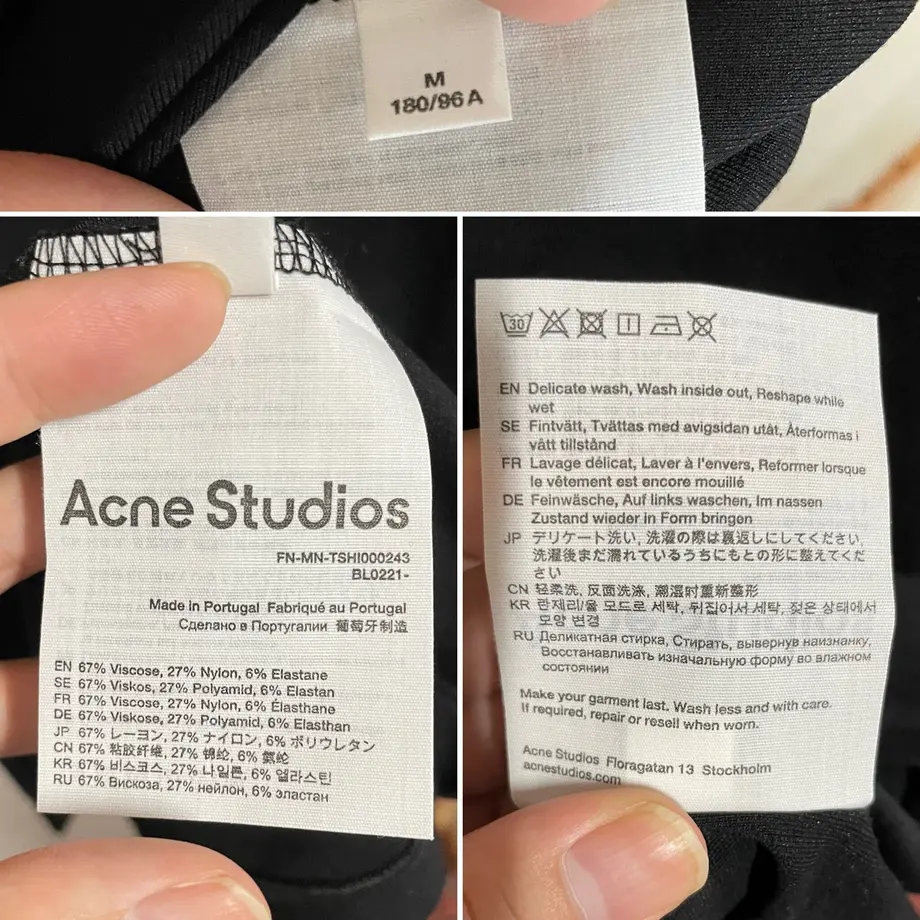 M
180/96A
Acne Studios
FN-MN-TSHI000243
BL0221-
Made in Portugal Fabriqué au Portugal
Сделано в Португалии 葡萄牙制造
EN 67% Viscose, 27% Nylon, 6% Elastane
SE 67% Viskos, 27% Polyamid, 6% Elastan
FR 67% Viscose, 27% Nylon, 6% Élasthane
DE 67% Viskose, 27% Polyamid, 6% Elasthan
JP 67% レーヨン, 27% ナイロン, 6% ポリウレタン
CN 67% 粘胶纤维, 27% 锦纶, 6% 氨纶
KR 67% 비스코스, 27% 나일론, 6% 엘라스틴
RU 67% Вискоза, 27% нейлон, 6% эластан
30
EN Delicate wash, Wash inside out, Reshape while
wet
SE Fintvätt, Tvättas med avigsidan utåt, Återformas i
vått tillstånd
FR Lavage délicat, Laver à l'envers, Reformer lorsque
le vêtement est encore mouillé
DE Feinwäsche, Auf links waschen, Im nassen
Zustand wieder in Form bringen
JP デリケート洗い, 洗濯の際は裏返しにしてください,
洗濯後まだ濡れているうちにもとの形に整えてくだ
さい
CN 轻柔洗, 反面洗涤, 潮湿时重新整形
KR 란제리/울 모드로 세탁, 뒤집어서 세탁, 젖은 상태에서
모양 변경
RU Деликатная стирка, Стирать, вывернув наизнанку,
Восстанавливать изначальную форму во влажном
состоянии
Make your garment last. Wash less and with care.
If required, repair or resell when worn.
Acne Studios Floragatan 13 Stockholm
acnestudios.com